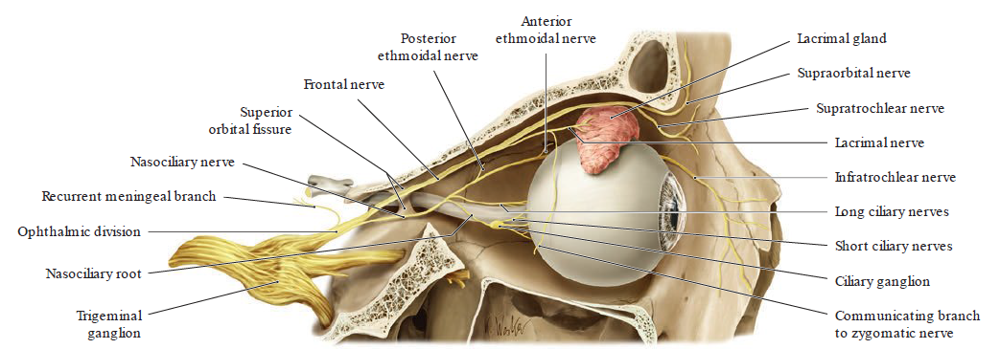 Anterior
ethmoidal nerve
Posterior
ethmoidal nerve
Frontal nerve
Superior
orbital fissure
Nasociliary nerve
Recurrent meningeal branch
Ophthalmic division
Nasociliary root
Trigeminal
ganglion
Lacrimal gland
Supraorbital nerve
Supratrochlear nerve
Lacrimal nerve
Infratrochlear nerve
Long ciliary nerves
Short ciliary nerves
Ciliary ganglion
Communicating branch
to zygomatic nerve